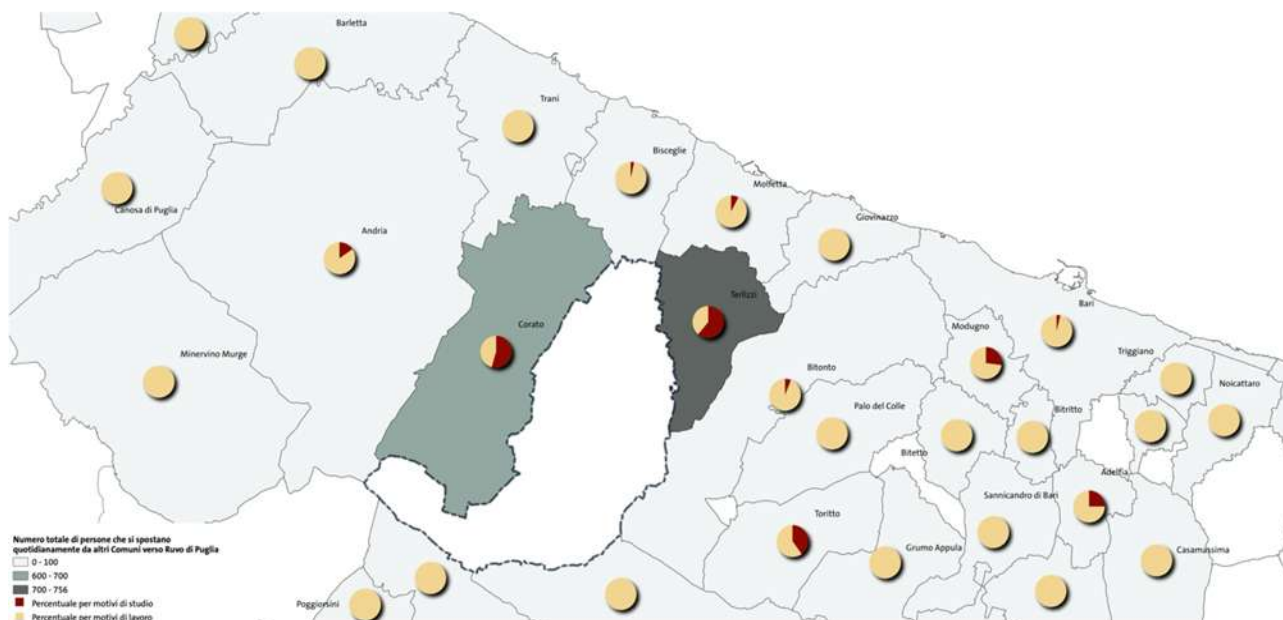 Barletta
Trani
Bisceglie
Molfetta
Giovinazzo
Canosa di Puglia
Andria
Terlizzi
Bari
Corato
Modugno
Minervino Murge
Triggiano
Bitonto
Noicattaro
Palo del Colle
Bitritto
Bitetto
Adelfia
Sannicandro di Bari
Toritto
Grumo Appula
Casamassima
Poggiorsini
Numero totale di persone che si spostano
quotidianamente da altri Comuni verso Ruvo di Puglia
0 - 100
600 - 700
700 - 756
Percentuale per motivi di studio
Percentuale per motivi di lavoro